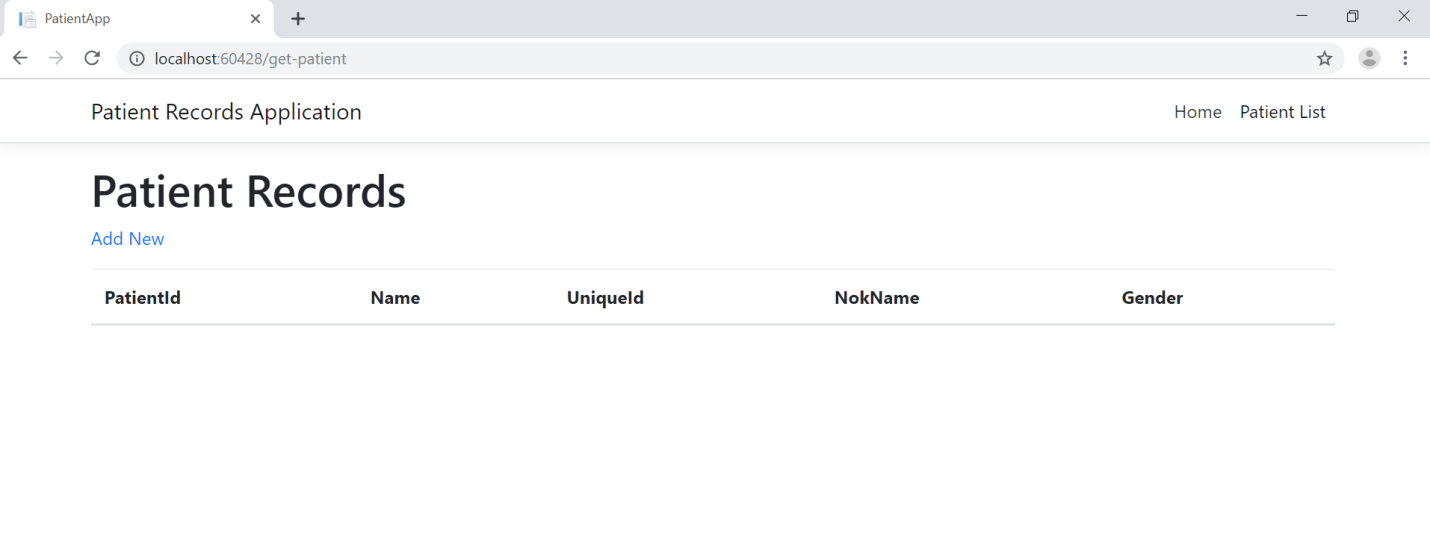 PatientApp
localhost:60428/get-patient
Patient Records Application Home Patient List
Patient Records
Add New
PatientId Name UniqueId NokName Gender